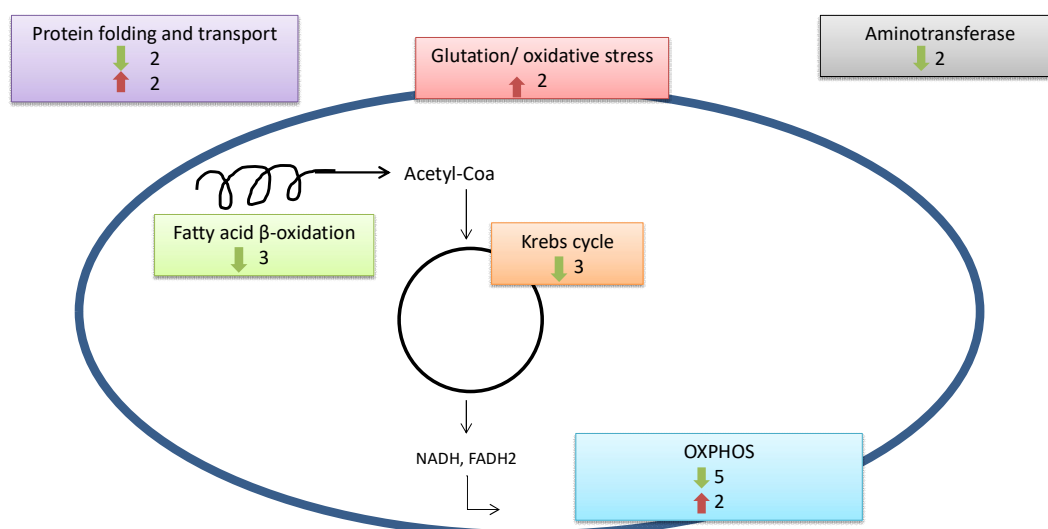 Protein folding and transport
2
2
Glutation/ oxidative stress
2
Aminotransferase
2
Acetyl-Coa
Fatty acid β-oxidation
3
Krebs cycle
3
NADH, FADH2
OXPHOS
5
2